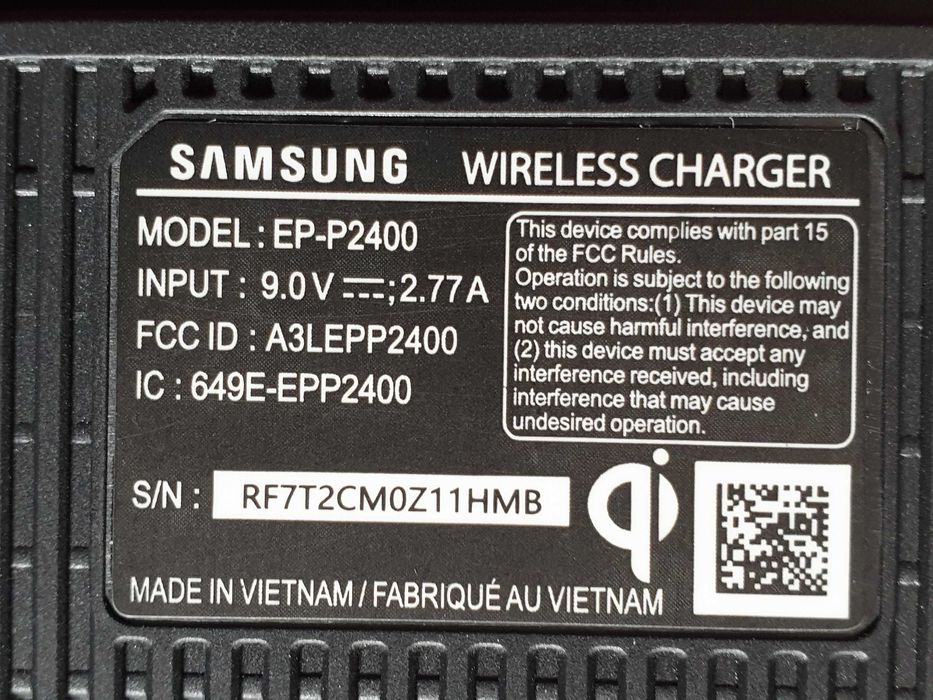 SAMSUNG WIRELESS CHARGER
MODEL : EP-P2400
INPUT : 9.0 V ⎓; 2.77 A
FCC ID : A3LEPP2400
IC : 649E-EPP2400
This device complies with part 15
of the FCC Rules.
Operation is subject to the following
two conditions:(1) This device may
not cause harmful interference, and
(2) this device must accept any
interference received, including
interference that may cause
undesired operation.
S/N : RF7T2CM0Z11HMB
qi
MADE IN VIETNAM / FABRIQUÉ AU VIETNAM